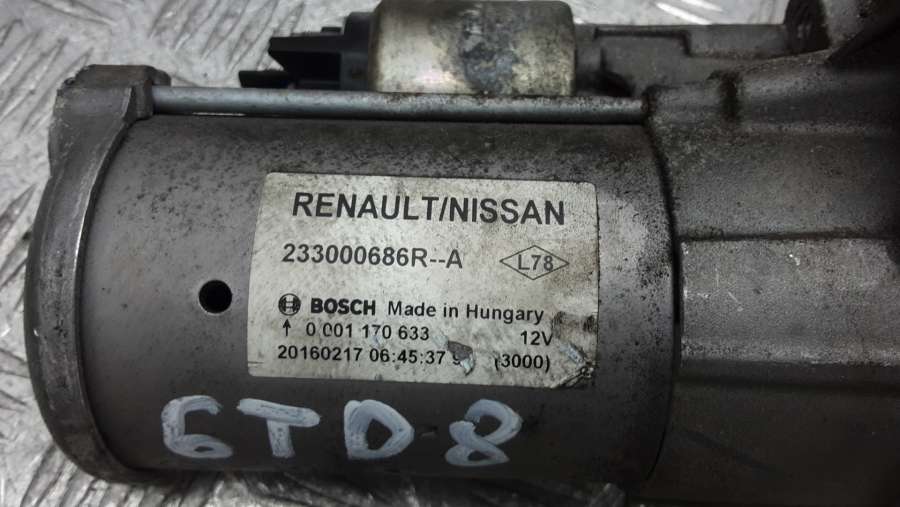 RENAULT/NISSAN
233000686R--A L78
BOSCH Made in Hungary
↑ 0 001 170 633 12V
20160217 06:45:37 (3000)
6TD8